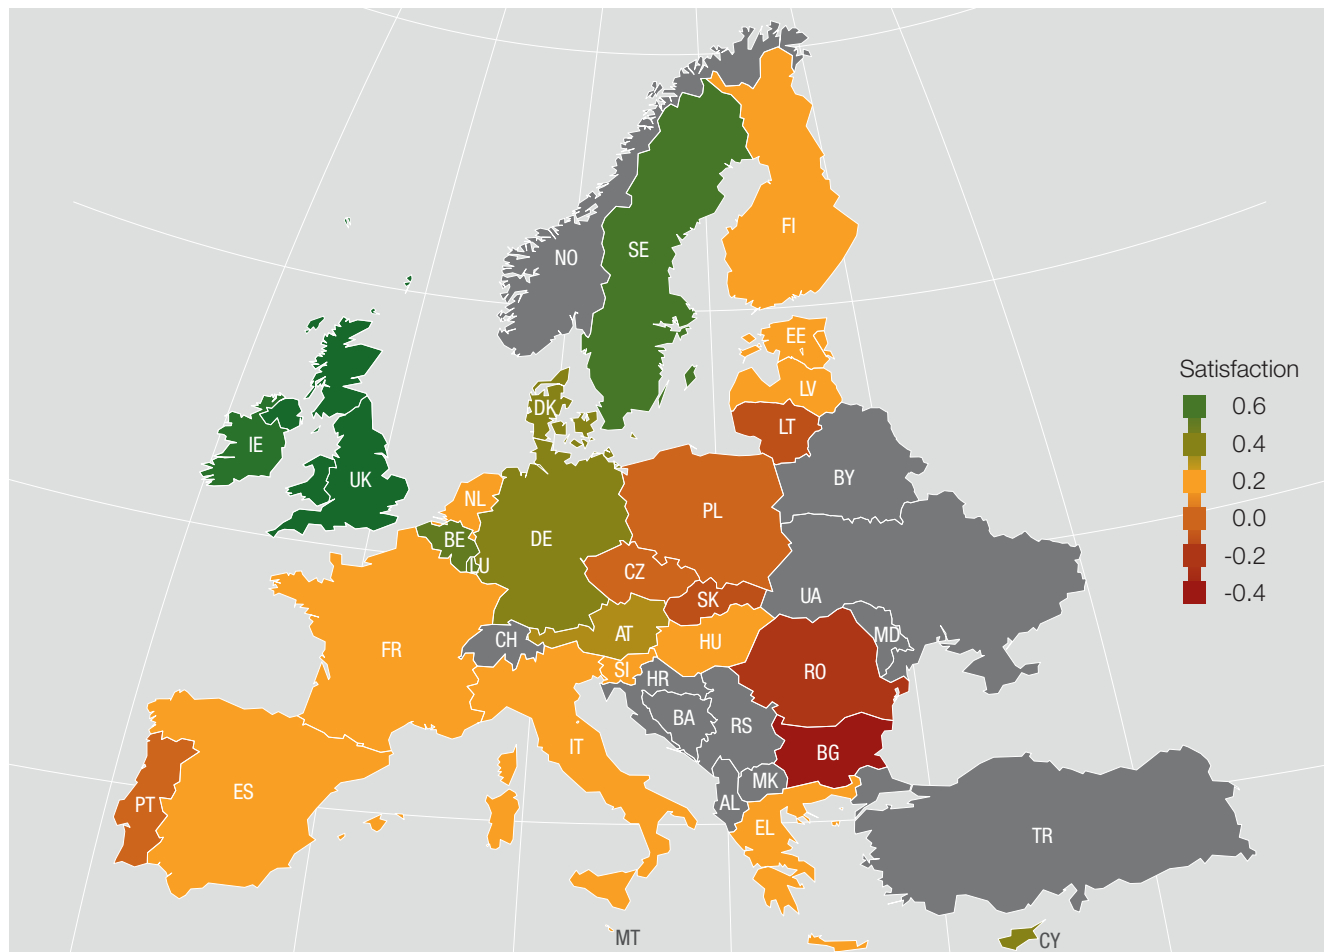 NO
SE
FI
EE
LV
LT
DK
IE
UK
BY
NL
BE
LU
DE
PL
CZ
SK
UA
MD
CH
AT
HU
FR
SI
HR
RO
BA
RS
IT
BG
MK
AL
PT
ES
EL
TR
MT
CY
Satisfaction
0.6
0.4
0.2
0.0
-0.2
-0.4